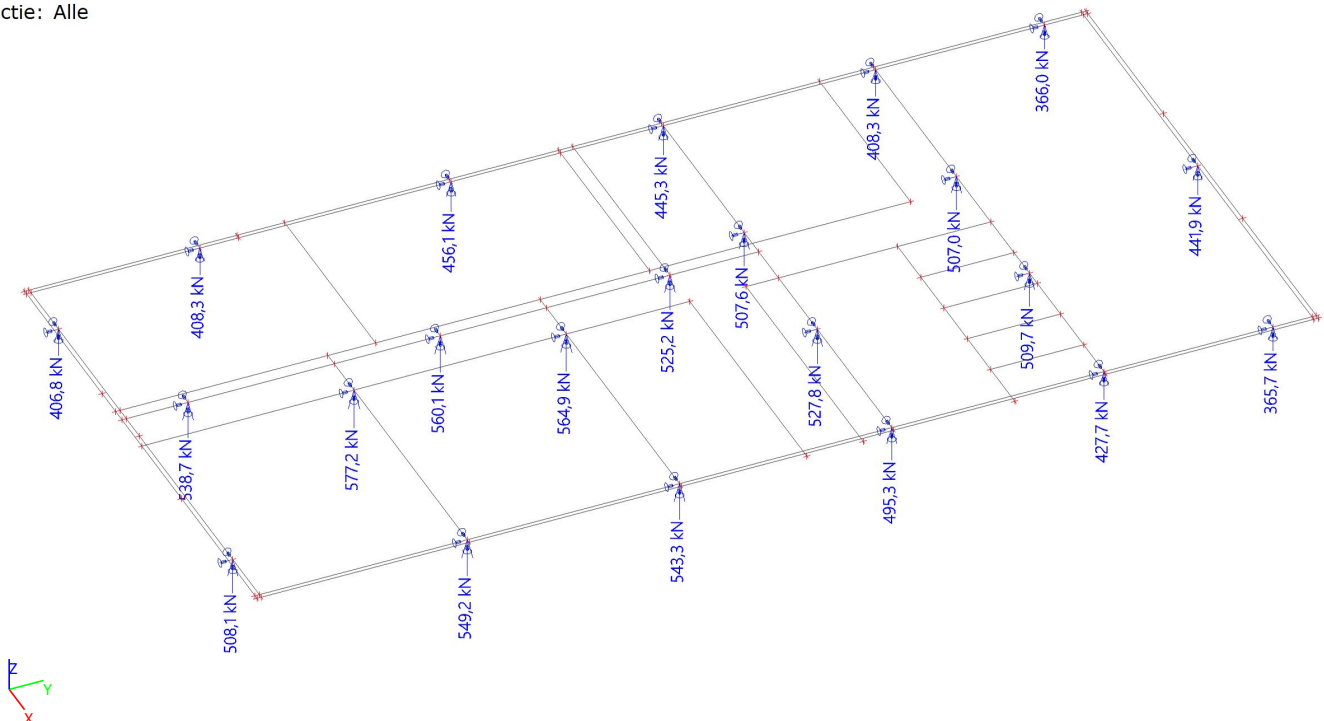 ctie: Alle
366,0 kN
408,3 kN
445,3 kN
441,9 kN
456,1 kN
507,0 kN
408,3 kN
507,6 kN
509,7 kN
525,2 kN
406,8 kN
365,7 kN
560,1 kN
564,9 kN
527,8 kN
427,7 kN
538,7 kN
577,2 kN
495,3 kN
543,3 kN
549,2 kN
508,1 kN
Z
Y
X